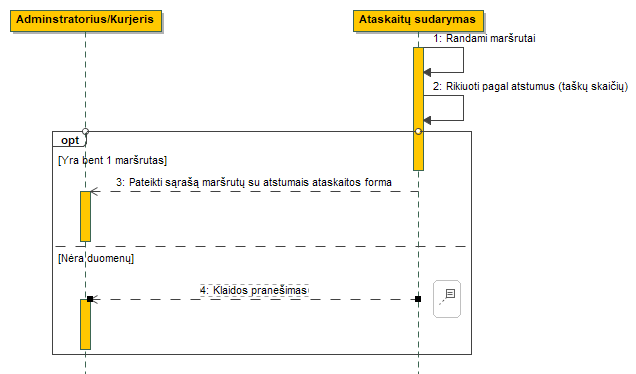 Adminstratorius/Kurjeris
Ataskaitų sudarymas
1: Randami maršrutai
2: Rikiuoti pagal atstumus (taškų skaičių)
opt
[Yra bent 1 maršrutas]
3: Pateikti sąrašą maršrutų su atstumais ataskaitos forma
[Nėra duomenų]
4: Klaidos pranešimas